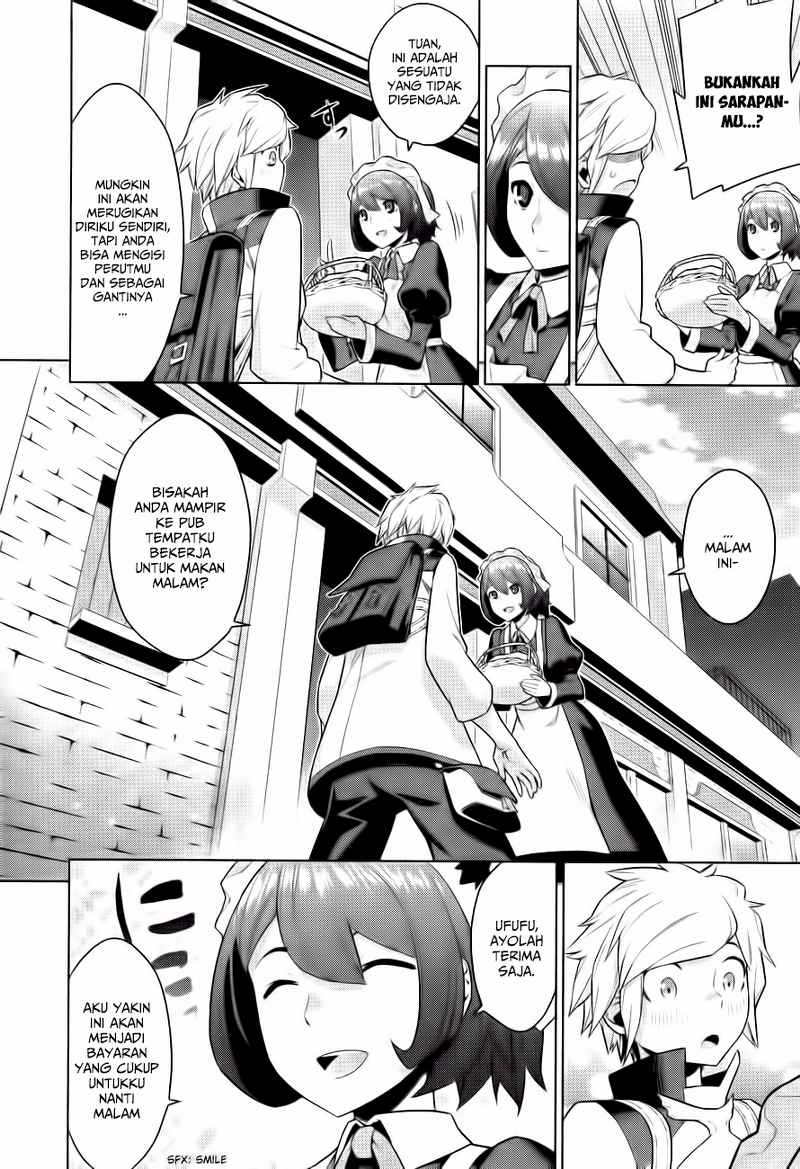 BUKANKAH
INI SARAPAN-
MU...?
TUAN,
INI ADALAH
SESUATU
YANG TIDAK
DISENGAJA.
すっ
MUNGKIN
INI AKAN
MERUGIKAN
DIRIKU SENDIRI,
TAPI ANDA
BISA MENGISI
PERUTMU
DAN SEBAGAI
GANTINYA
...
...
MALAM
INI-
BISAKAH
ANDA MAMPIR
KE PUB
TEMPATKU
BEKERJA
UNTUK MAKAN
MALAM?
UFUFU,
AYOLAH
TERIMA
SAJA.
AKU YAKIN
INI AKAN
MENJADI
BAYARAN
YANG CUKUP
UNTUKKU
NANTI
MALAM
SFX: SMILE